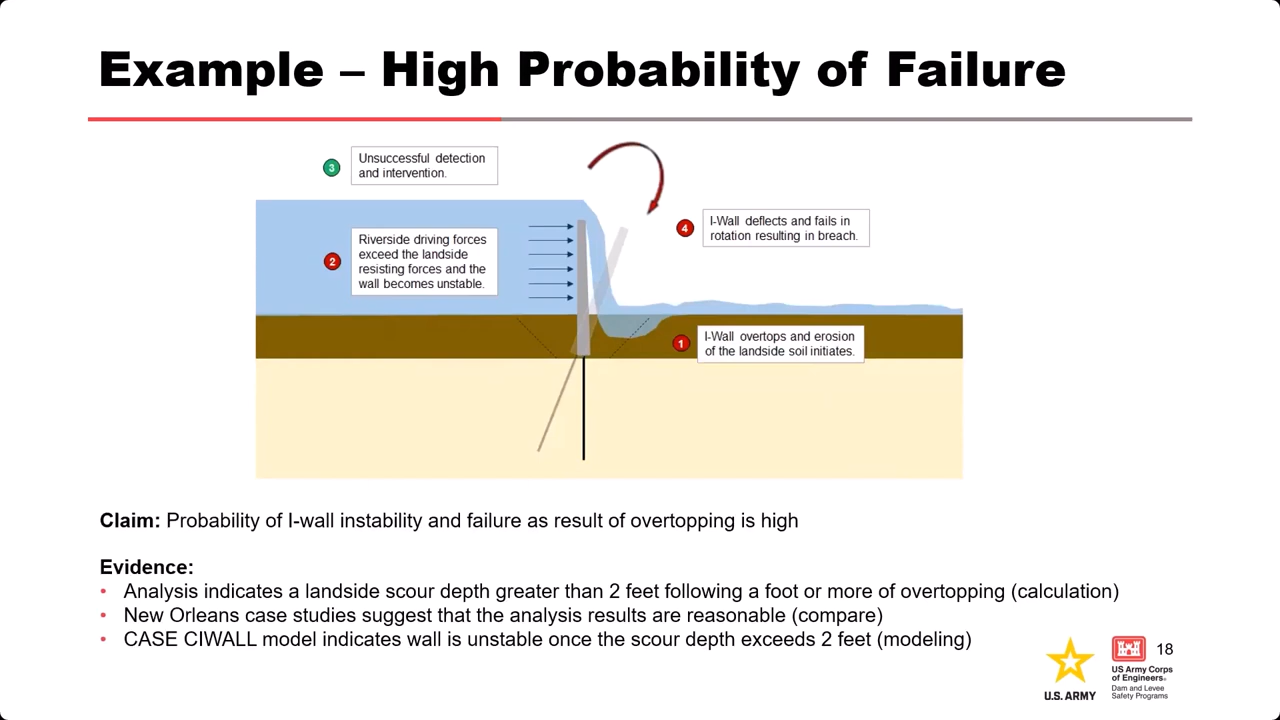 Example – High Probability of Failure
3
Unsuccessful detection
and intervention.
4
I-Wall deflects and fails in
rotation resulting in breach.
2
Riverside driving forces
exceed the landside
resisting forces and the
wall becomes unstable.
1
I-Wall overtops and erosion
of the landside soil initiates.
Claim: Probability of I-wall instability and failure as result of overtopping is high
Evidence:
• Analysis indicates a landside scour depth greater than 2 feet following a foot or more of overtopping (calculation)
• New Orleans case studies suggest that the analysis results are reasonable (compare)
• CASE CIWALL model indicates wall is unstable once the scour depth exceeds 2 feet (modeling)
18
U.S. ARMY
US Army Corps
of Engineers®
Dam and Levee
Safety Programs